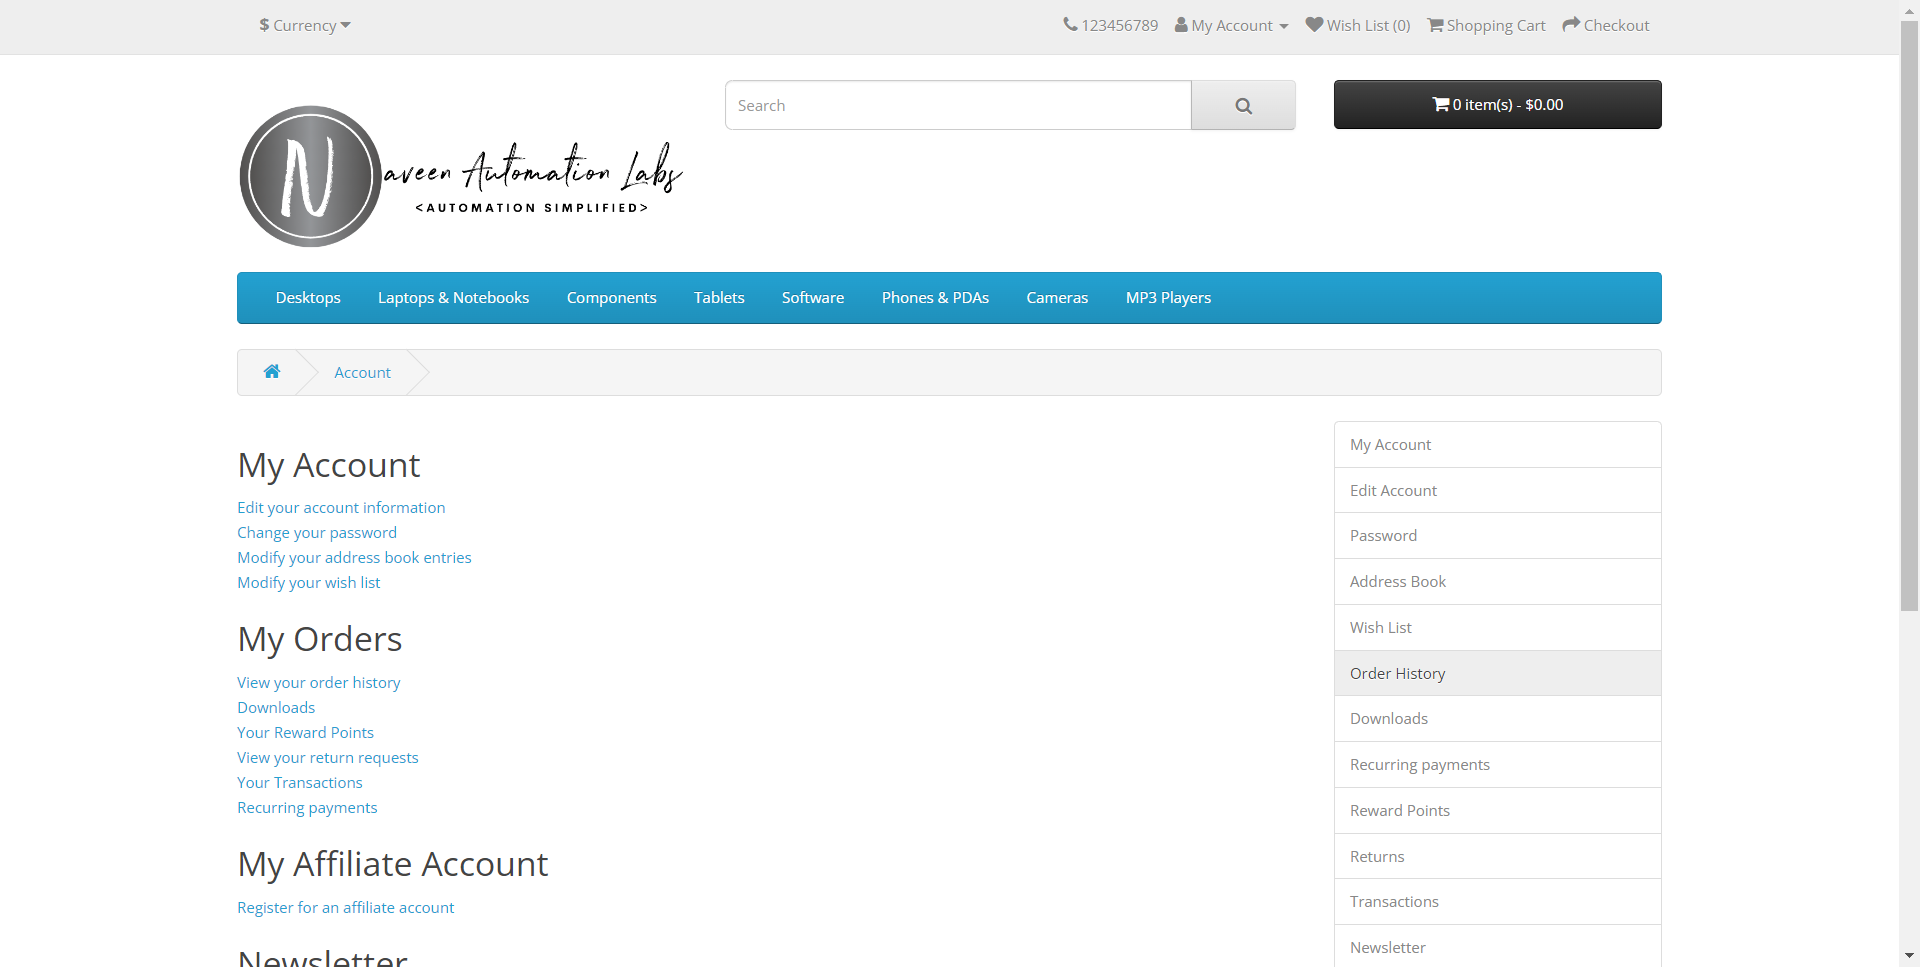 $ Currency
123456789 My Account Wish List (0) Shopping Cart Checkout
Naveen Automation Labs
<AUTOMATION SIMPLIFIED>
Search
0 item(s) - $0.00
Desktops Laptops & Notebooks Components Tablets Software Phones & PDAs Cameras MP3 Players
Account
My Account
Edit your account information
Change your password
Modify your address book entries
Modify your wish list
My Orders
View your order history
Downloads
Your Reward Points
View your return requests
Your Transactions
Recurring payments
My Affiliate Account
Register for an affiliate account
Newsletter
My Account
Edit Account
Password
Address Book
Wish List
Order History
Downloads
Recurring payments
Reward Points
Returns
Transactions
Newsletter